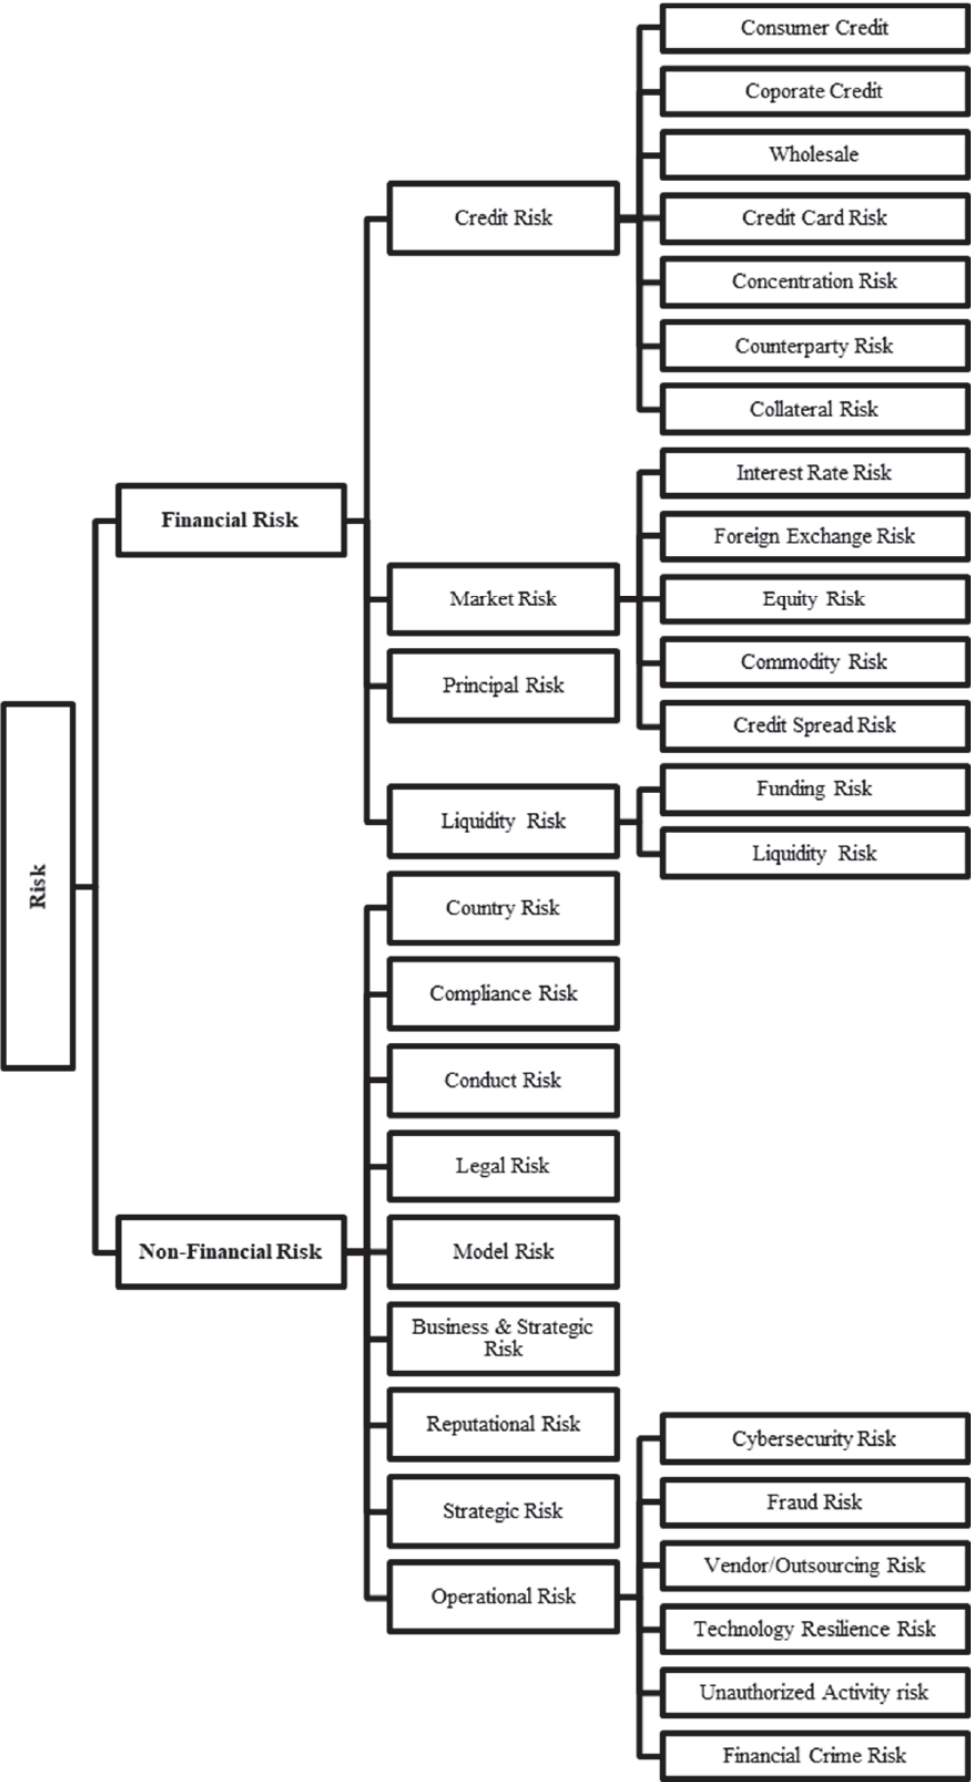 Consumer Credit
Coporate Credit
Wholesale
Credit Risk
Credit Card Risk
Concentration Risk
Counterparty Risk
Collateral Risk
Interest Rate Risk
Financial Risk
Foreign Exchange Risk
Market Risk
Equity Risk
Commodity Risk
Principal Risk
Credit Spread Risk
Funding Risk
Liquidity Risk
Liquidity Risk
Risk
Country Risk
Compliance Risk
Conduct Risk
Legal Risk
Non-Financial Risk
Model Risk
Business & Strategic
Risk
Reputational Risk
Cybersecurity Risk
Strategic Risk
Fraud Risk
Vendor/Outsourcing Risk
Operational Risk
Technology Resilience Risk
Unauthorized Activity risk
Financial Crime Risk